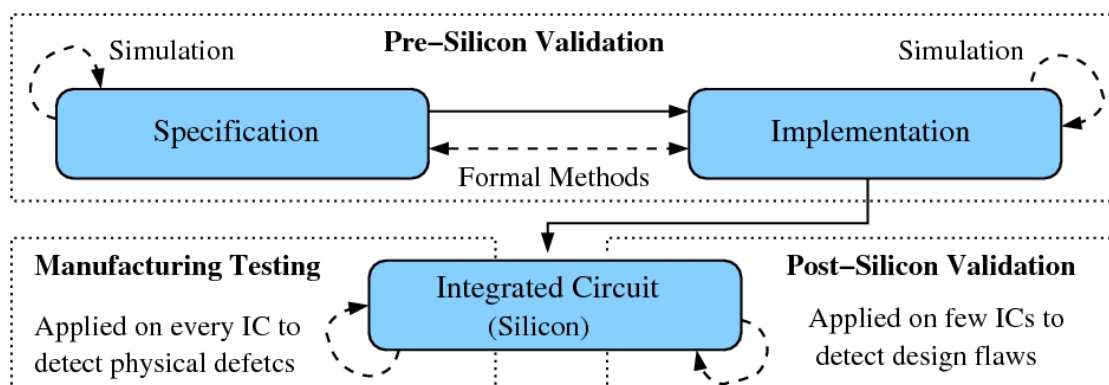 Pre–Silicon Validation
Simulation
Simulation
Specification
Implementation
Formal Methods
Manufacturing Testing
Applied on every IC to
detect physical defetcs
Integrated Circuit
(Silicon)
Post–Silicon Validation
Applied on few ICs to
detect design flaws